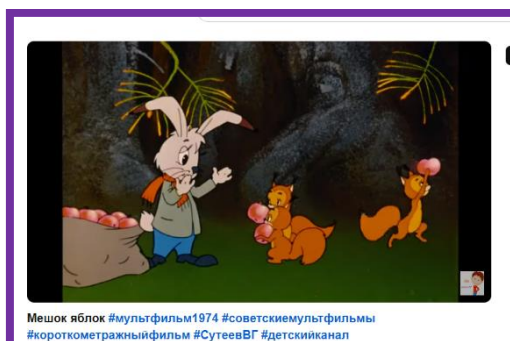 Мешок яблок #мультфильм1974 #советскиемультфильмы
#короткометражныйфильм #СутеевВГ #детскийканал